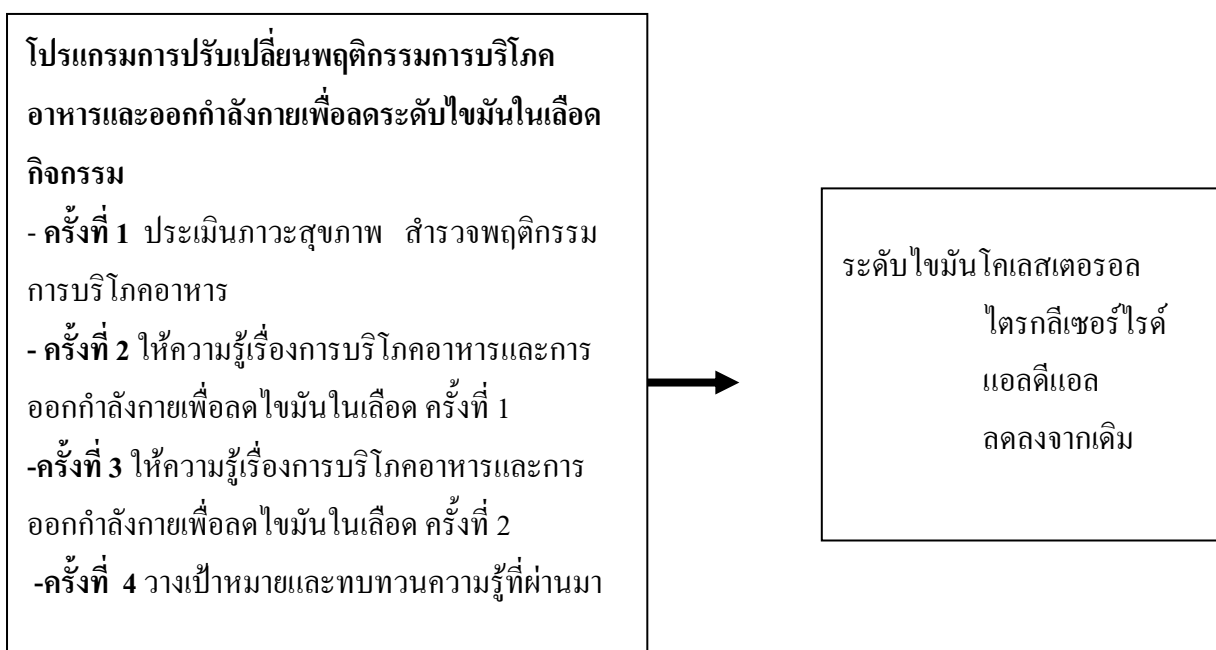 โปรแกรมการปรับเปลี่ยนพฤติกรรมการบริโภค
อาหารและออกกำลังกายเพื่อลดระดับไขมันในเลือด
กิจกรรม
- ครั้งที่ 1 ประเมินภาวะสุขภาพ สำรวจพฤติกรรม
การบริโภคอาหาร
- ครั้งที่ 2 ให้ความรู้เรื่องการบริโภคอาหารและการ
ออกกำลังกายเพื่อลดไขมันในเลือด ครั้งที่ 1
-ครั้งที่ 3 ให้ความรู้เรื่องการบริโภคอาหารและการ
ออกกำลังกายเพื่อลดไขมันในเลือด ครั้งที่ 2
-ครั้งที่ 4 วางเป้าหมายและทบทวนความรู้ที่ผ่านมา
ระดับไขมันโคเลสเตอรอล
ไตรกลีเซอร์ไรด์
แอลดีแอล
ลดลงจากเดิม